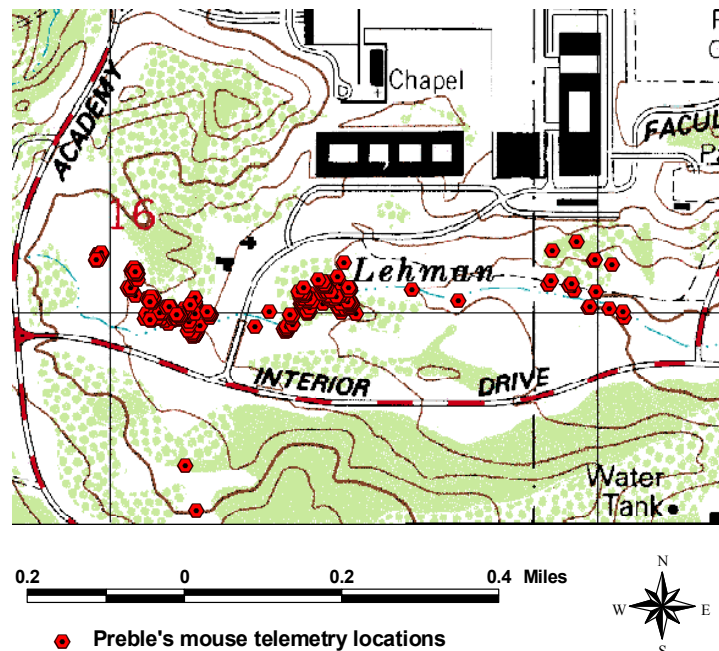 Chapel
ACADEMY
FACUL
P
16
Lehman
INTERIOR DRIVE
Water
Tank
0.2 0 0.2 0.4 Miles
N
W E
S
Preble's mouse telemetry locations